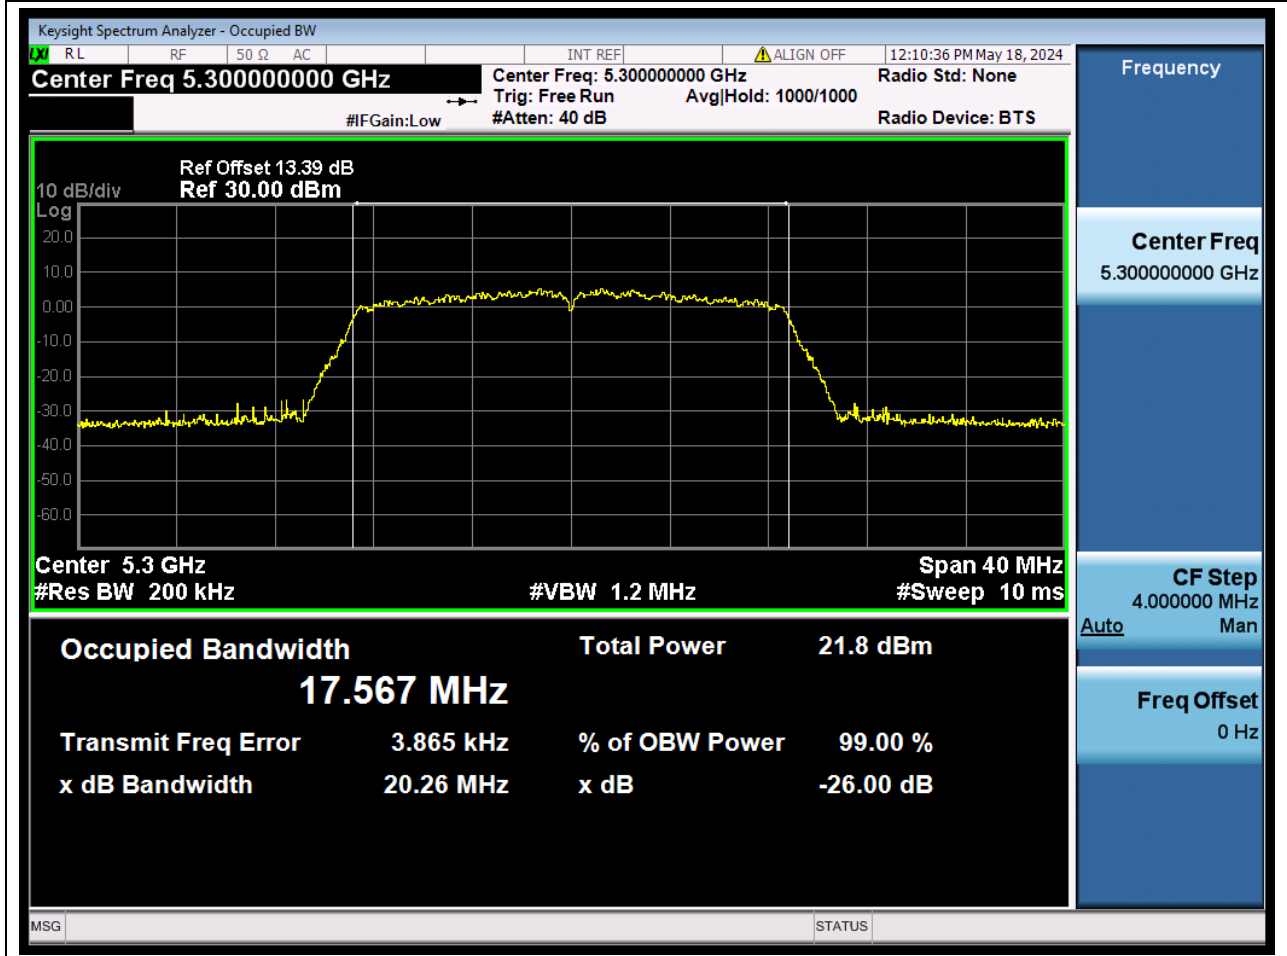 Keysight Spectrum Analyzer - Occupied BW
LXI RL RF 50 Ω AC INT REF ALIGN OFF 12:10:36 PM May 18, 2024
Center Freq 5.300000000 GHz
Center Freq: 5.300000000 GHz
Radio Std: None
Trig: Free Run Avg|Hold: 1000/1000
#IFGain:Low
#Atten: 40 dB
Radio Device: BTS
Ref Offset 13.39 dB
10 dB/div Ref 30.00 dBm
Log
20.0
10.0
0.00
-10.0
-20.0
-30.0
-40.0
-50.0
-60.0
Center 5.3 GHz Span 40 MHz
#Res BW 200 kHz #VBW 1.2 MHz #Sweep 10 ms
Occupied Bandwidth Total Power 21.8 dBm
17.567 MHz
Transmit Freq Error 3.865 kHz % of OBW Power 99.00 %
x dB Bandwidth 20.26 MHz x dB -26.00 dB
Frequency
Center Freq
5.300000000 GHz
CF Step
4.000000 MHz
Auto Man
Freq Offset
0 Hz
MSG STATUS